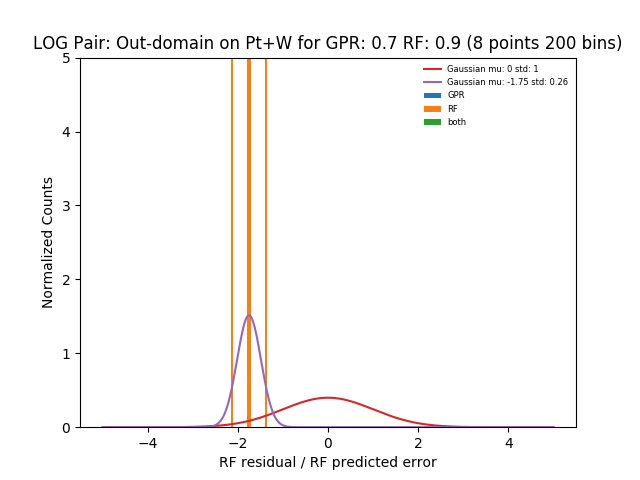 LOG Pair: Out-domain on Pt+W for GPR: 0.7 RF: 0.9 (8 points 200 bins)
Gaussian mu: 0 std: 1
Gaussian mu: -1.75 std: 0.26
GPR
RF
both
Normalized Counts
5
4
3
2
1
0
−4
−2
0
2
4
RF residual / RF predicted error